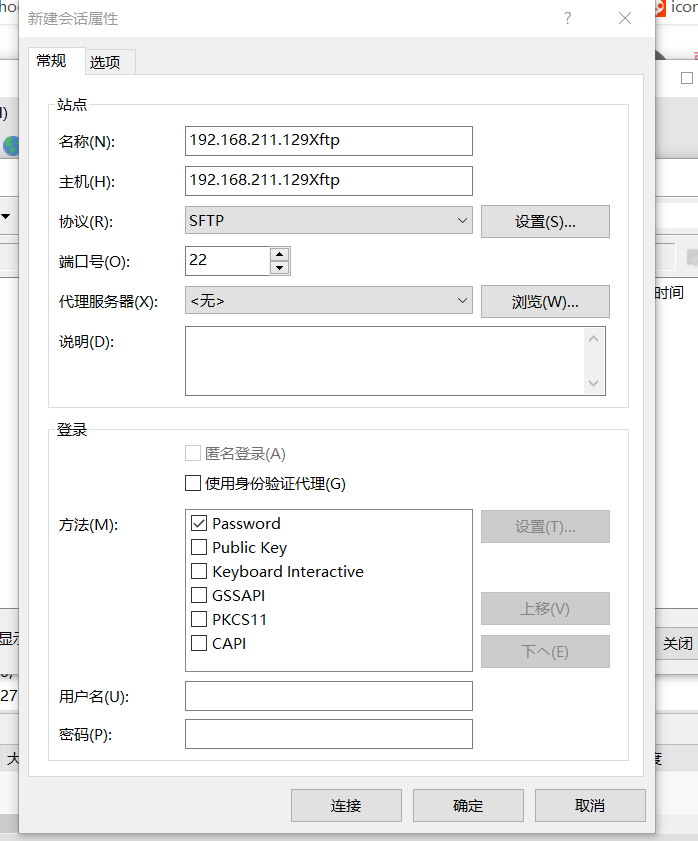 新建会话属性
?
icon
常规
选项
站点
名称(N):
192.168.211.129Xftp
主机(H):
192.168.211.129Xftp
协议(R):
SFTP
设置(S)...
端口号(O):
22
代理服务器(X):
<无>
浏览(W)...
时间
说明(D):
登录
匿名登录(A)
使用身份验证代理(G)
方法(M):
Password
设置(T)...
Public Key
Keyboard Interactive
GSSAPI
上移(V)
PKCS11
CAPI
下へ(E)
显示
关闭
用户名(U):
27
密码(P):
大
度
连接
确定
取消